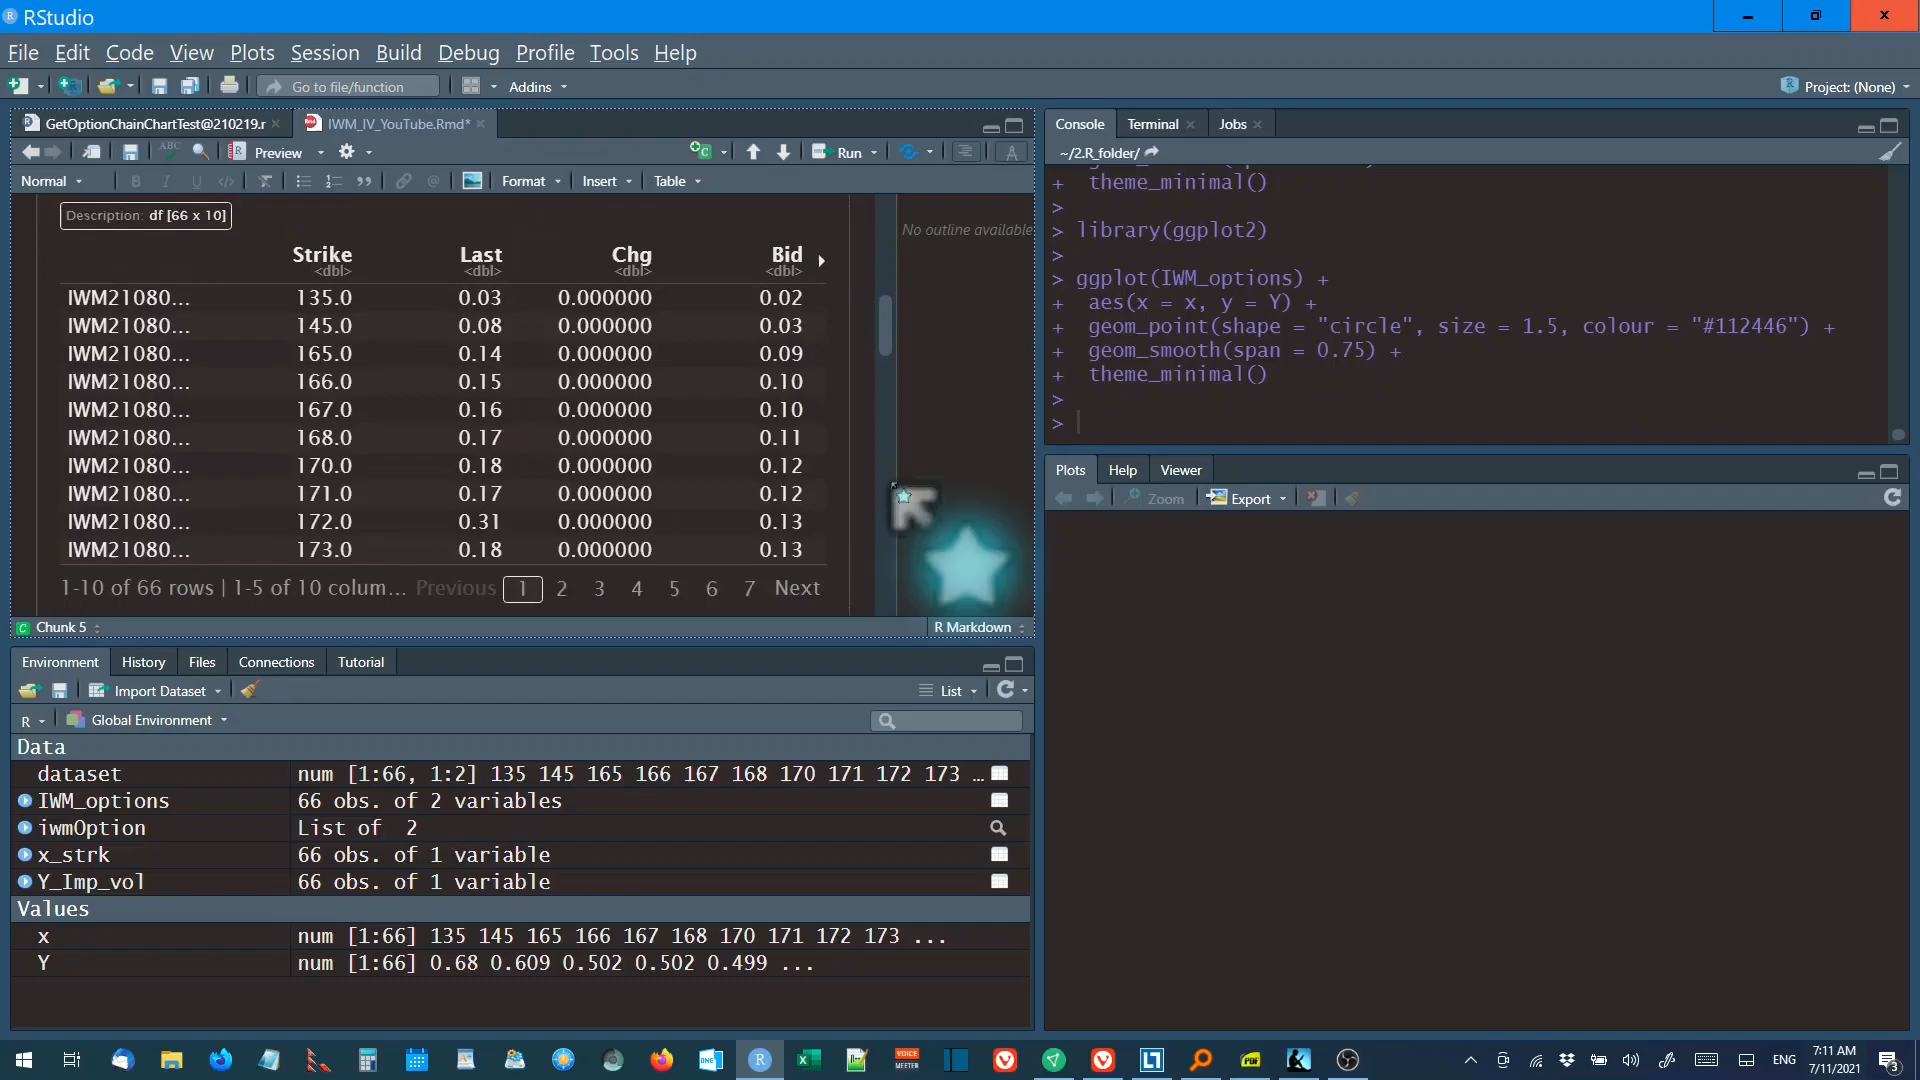 RStudio
File Edit Code View Plots Session Build Debug Profile Tools Help
Go to file/function Addins Project: (None)
GetOptionChainChartTest@210219.r IWM_IV_YouTube.Rmd*
Preview Run
Normal B I U Format Insert Table
Description: df [66 x 10]
No outline available
Strike Last Chg Bid
<dbl> <dbl> <dbl> <dbl>
IWM21080... 135.0 0.03 0.000000 0.02
IWM21080... 145.0 0.08 0.000000 0.03
IWM21080... 165.0 0.14 0.000000 0.09
IWM21080... 166.0 0.15 0.000000 0.10
IWM21080... 167.0 0.16 0.000000 0.10
IWM21080... 168.0 0.17 0.000000 0.11
IWM21080... 170.0 0.18 0.000000 0.12
IWM21080... 171.0 0.17 0.000000 0.12
IWM21080... 172.0 0.31 0.000000 0.13
IWM21080... 173.0 0.18 0.000000 0.13
1-10 of 66 rows | 1-5 of 10 colum... Previous 1 2 3 4 5 6 7 Next
Chunk 5 R Markdown
Console Terminal Jobs
~/2.R_folder/
+ theme_minimal()
>
> library(ggplot2)
>
> ggplot(IWM_options) +
+ aes(x = x, y = Y) +
+ geom_point(shape = "circle", size = 1.5, colour = "#112446") +
+ geom_smooth(span = 0.75) +
+ theme_minimal()
>
>
Plots Help Viewer
Zoom Export
Environment History Files Connections Tutorial
Import Dataset List
R Global Environment
Data
dataset num [1:66, 1:2] 135 145 165 166 167 168 170 171 172 173 ...
IWM_options 66 obs. of 2 variables
iwmOption List of 2
x_strk 66 obs. of 1 variable
Y_Imp_vol 66 obs. of 1 variable
Values
x num [1:66] 135 145 165 166 167 168 170 171 172 173 ...
Y num [1:66] 0.68 0.609 0.502 0.502 0.499 ...
ENG 7:11 AM
7/11/2021